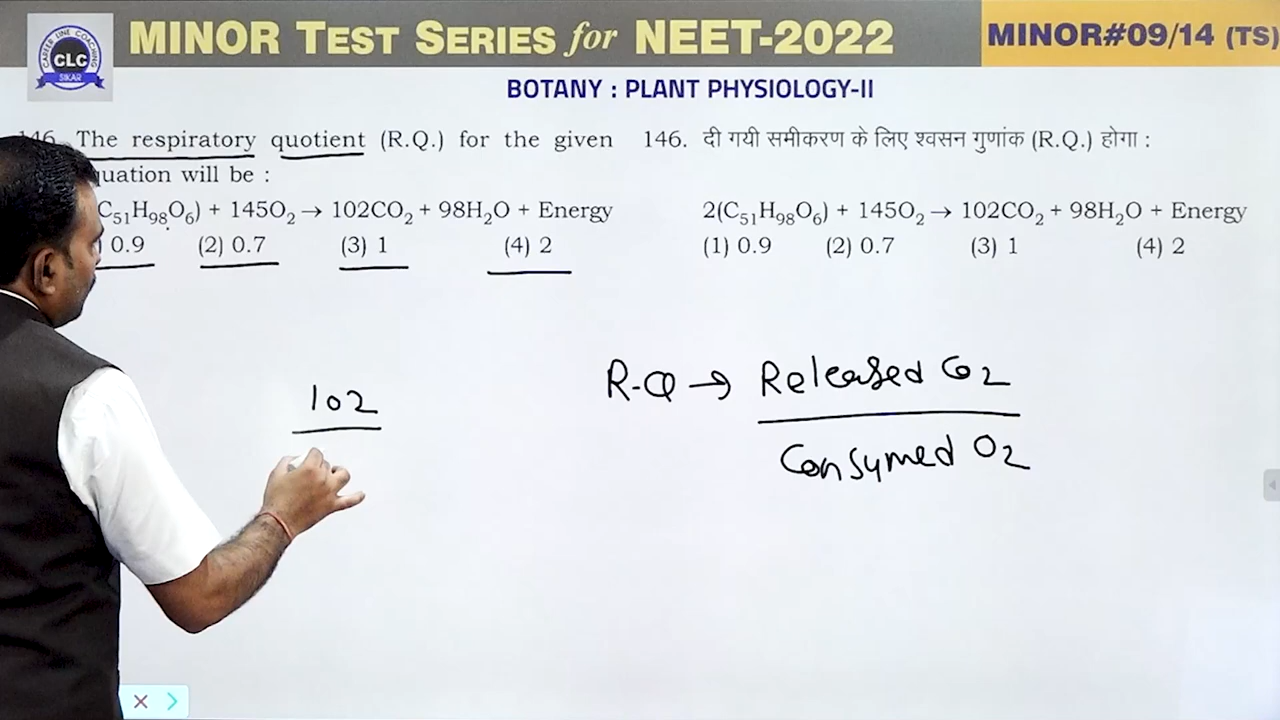 MINOR TEST SERIES for NEET-2022
MINOR#09/14 (TS)
CAREER LINE COACHING
CLC
SIKAR
BOTANY : PLANT PHYSIOLOGY-II
146. The respiratory quotient (R.Q.) for the given
quation will be :
C₅₁H₉₈O₆) + 145O₂ → 102CO₂ + 98H₂O + Energy
) 0.9 (2) 0.7 (3) 1 (4) 2
146. दी गयी समीकरण के लिए श्वसन गुणांक (R.Q.) होगा :
2(C₅₁H₉₈O₆) + 145O₂ → 102CO₂ + 98H₂O + Energy
(1) 0.9 (2) 0.7 (3) 1 (4) 2
102
R-Q → Released CO₂
Consumed O₂